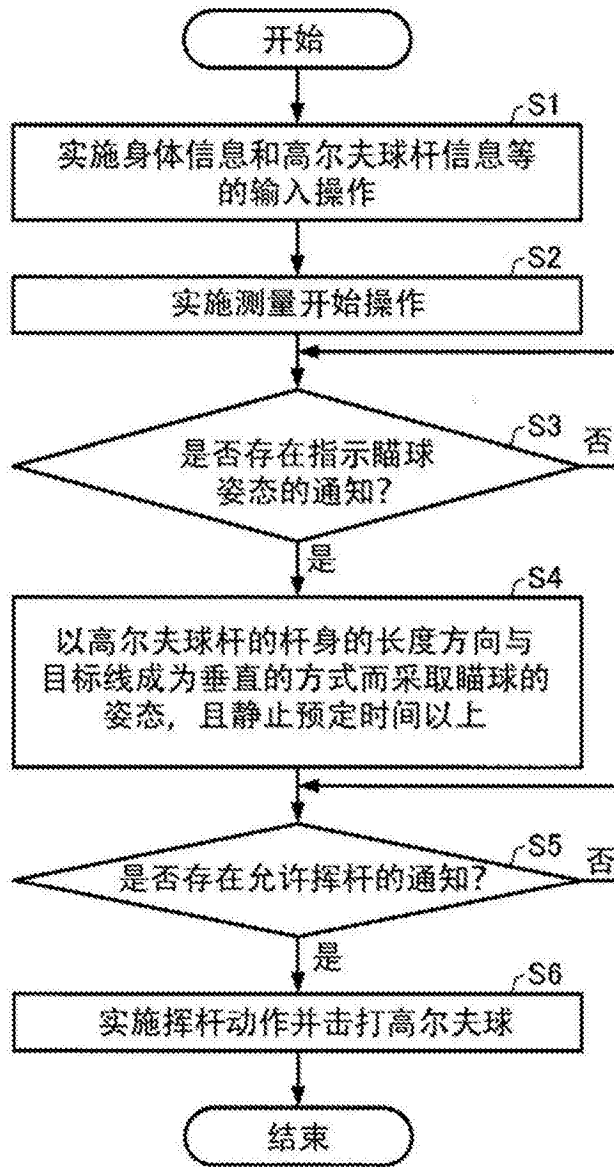 开始
S1
实施身体信息和高尔夫球杆信息等
的输入操作
S2
实施测量开始操作
S3
是否存在指示瞄球
姿态的通知?
否
是
S4
以高尔夫球杆的杆身的长度方向与
目标线成为垂直的方式而采取瞄球的
姿态，且静止预定时间以上
S5
是否存在允许挥杆的通知?
否
是
S6
实施挥杆动作并击打高尔夫球
结束